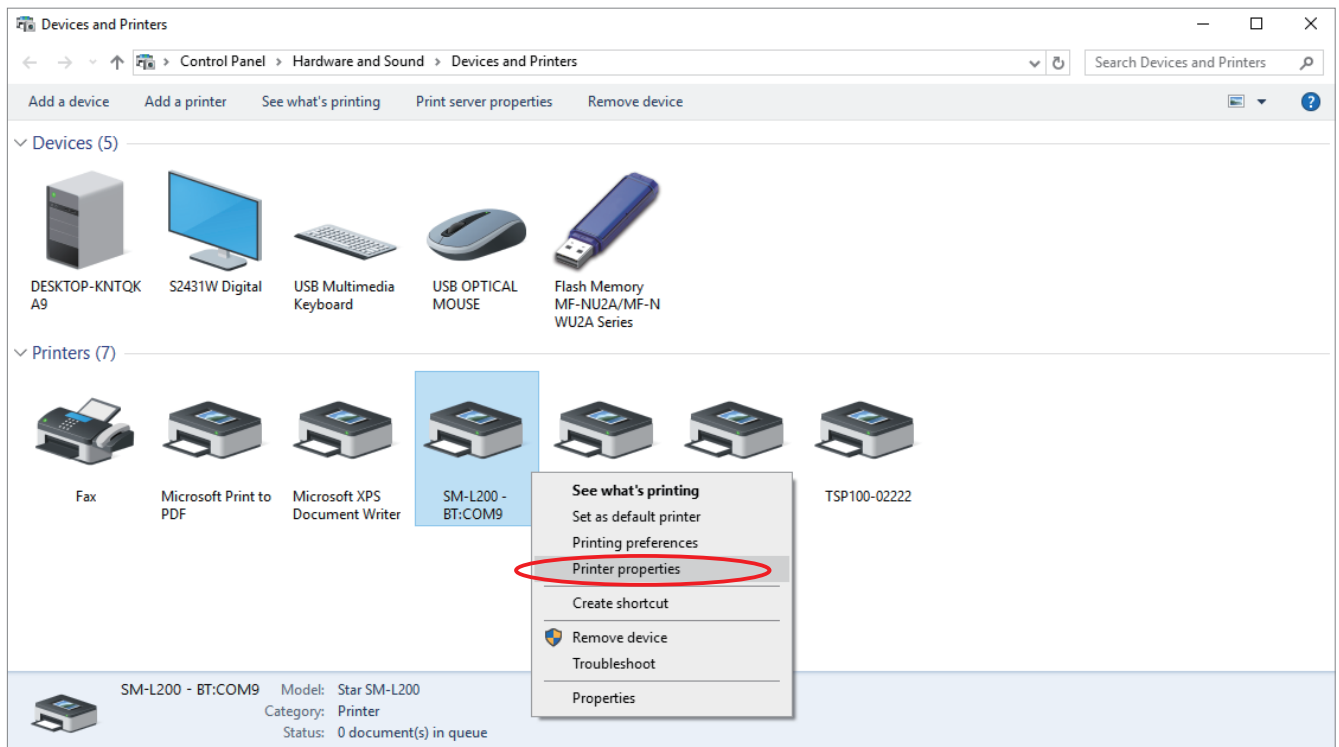 Devices and Printers
Control Panel > Hardware and Sound > Devices and Printers
Search Devices and Printers
Add a device
Add a printer
See what's printing
Print server properties
Remove device
Devices (5)
DESKTOP-KNTQK
A9
S2431W Digital
USB Multimedia
Keyboard
USB OPTICAL
MOUSE
Flash Memory
MF-NU2A/MF-N
WU2A Series
Printers (7)
Fax
Microsoft Print to
PDF
Microsoft XPS
Document Writer
SM-L200 -
BT:COM9
TSP100-02222
See what's printing
Set as default printer
Printing preferences
Printer properties
Create shortcut
Remove device
Troubleshoot
Properties
SM-L200 - BT:COM9
Model: Star SM-L200
Category: Printer
Status: 0 document(s) in queue